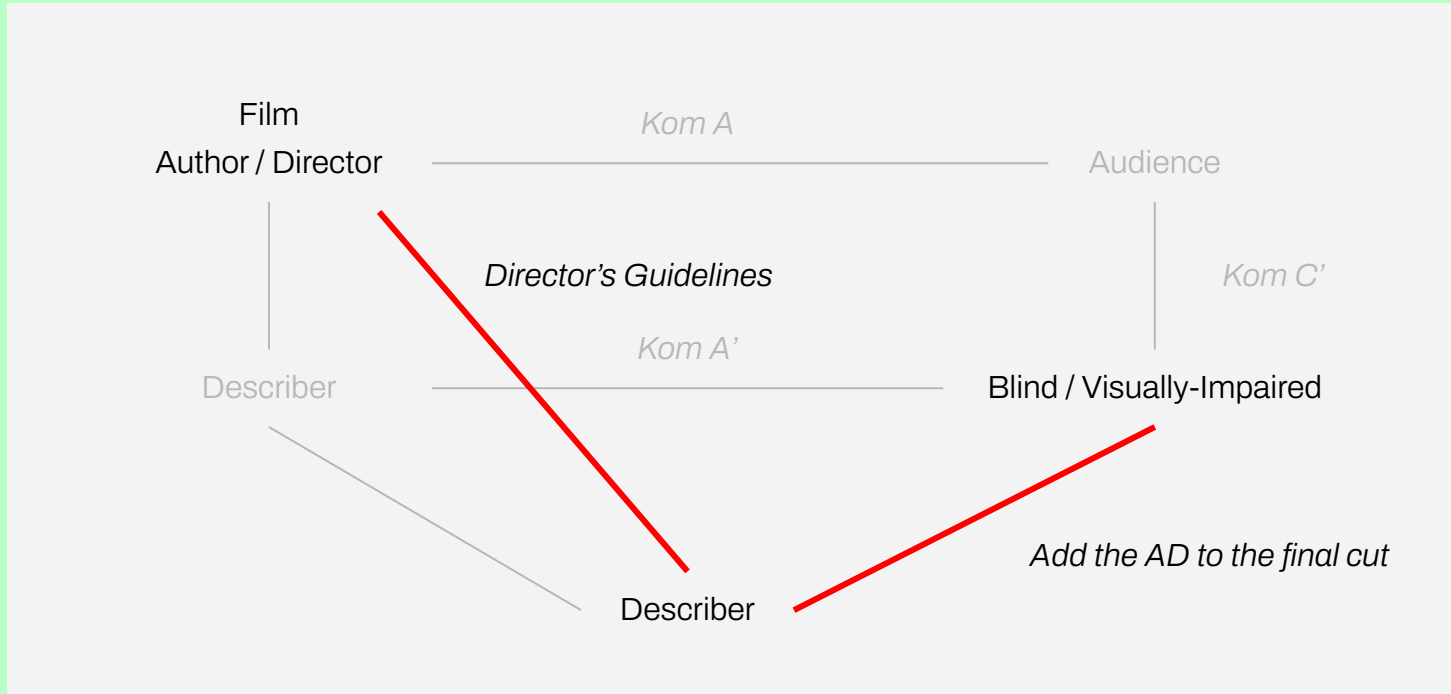 Film
Author / Director
Kom A
Audience
Director’s Guidelines
Kom C’
Kom A’
Describer
Blind / Visually-Impaired
Add the AD to the final cut
Describer